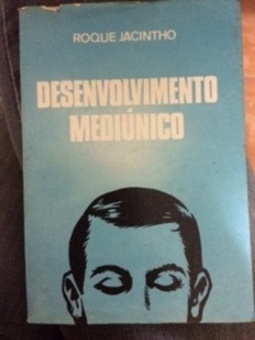 ROQUE JACINTHO
DESENVOLVIMENTO
MEDIÚNICO